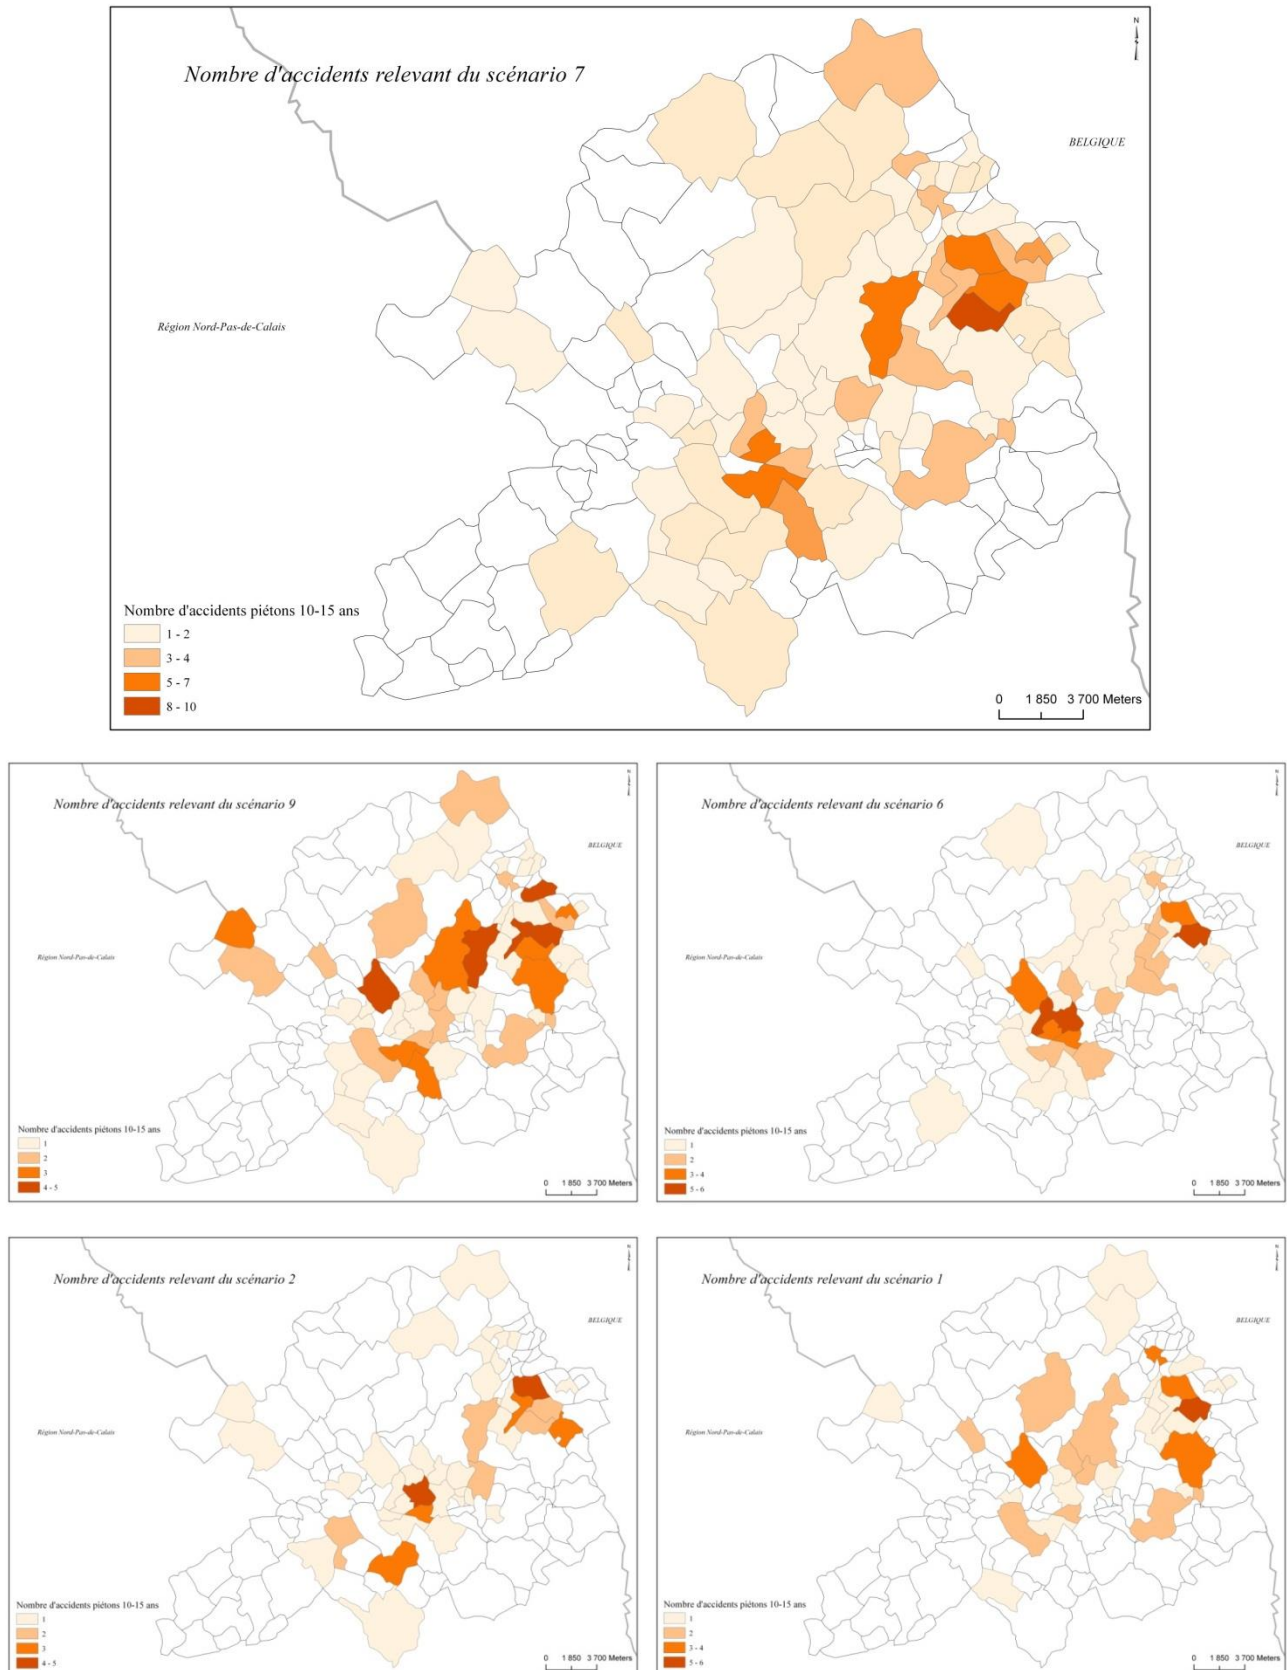 Nombre d'accidents relevant du scénario 7
N
BELGIQUE
Région Nord-Pas-de-Calais
Nombre d'accidents piétons 10-15 ans
1 - 2
3 - 4
5 - 7
8 - 10
0 1 850 3 700 Meters
Nombre d'accidents relevant du scénario 9
BELGIQUE
Région Nord-Pas-de-Calais
Nombre d'accidents piétons 10-15 ans
1
2
3
4 - 5
0 1 850 3 700 Meters
Nombre d'accidents relevant du scénario 6
BELGIQUE
Région Nord-Pas-de-Calais
Nombre d'accidents piétons 10-15 ans
1
2
3 - 4
5 - 6
0 1 850 3 700 Meters
Nombre d'accidents relevant du scénario 2
BELGIQUE
Région Nord-Pas-de-Calais
Nombre d'accidents piétons 10-15 ans
1
2
3
4 - 5
0 1 850 3 700 Meters
Nombre d'accidents relevant du scénario 1
BELGIQUE
Région Nord-Pas-de-Calais
Nombre d'accidents piétons 10-15 ans
1
2
3 - 4
5 - 6
0 1 850 3 700 Meters